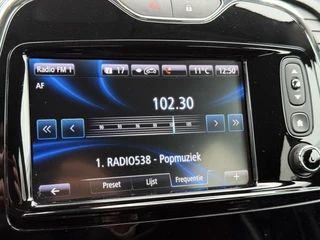 Radio FM 1
17
11°C
12:50
AF
102.30
1. RADIO538 - Popmuziek
Preset
Lijst
Frequentie